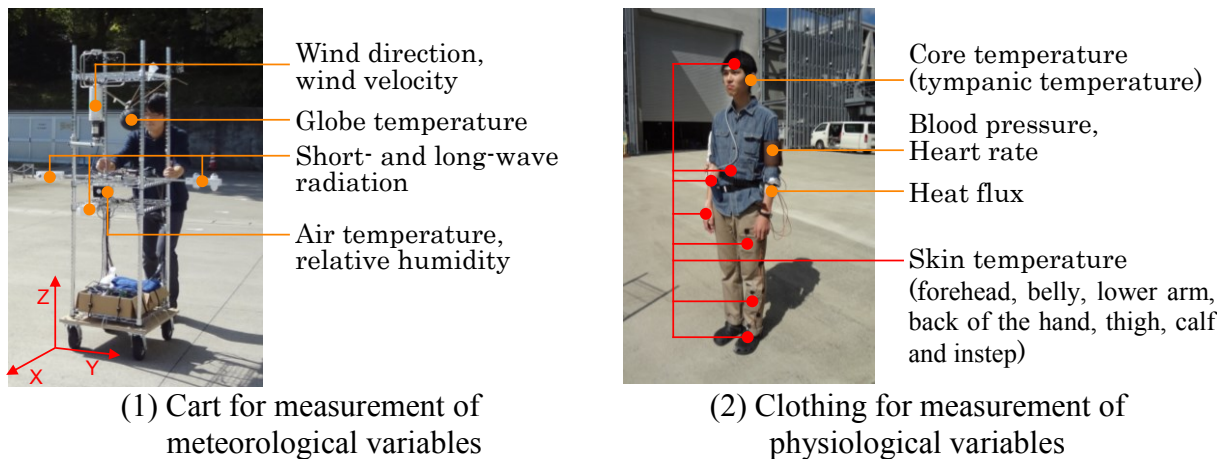 Wind direction,
wind velocity
Globe temperature
Short- and long-wave
radiation
Air temperature,
relative humidity
Z
X
Y
(1) Cart for measurement of
meteorological variables
Core temperature
(tympanic temperature)
Blood pressure,
Heart rate
Heat flux
Skin temperature
(forehead, belly, lower arm,
back of the hand, thigh, calf
and instep)
(2) Clothing for measurement of
physiological variables